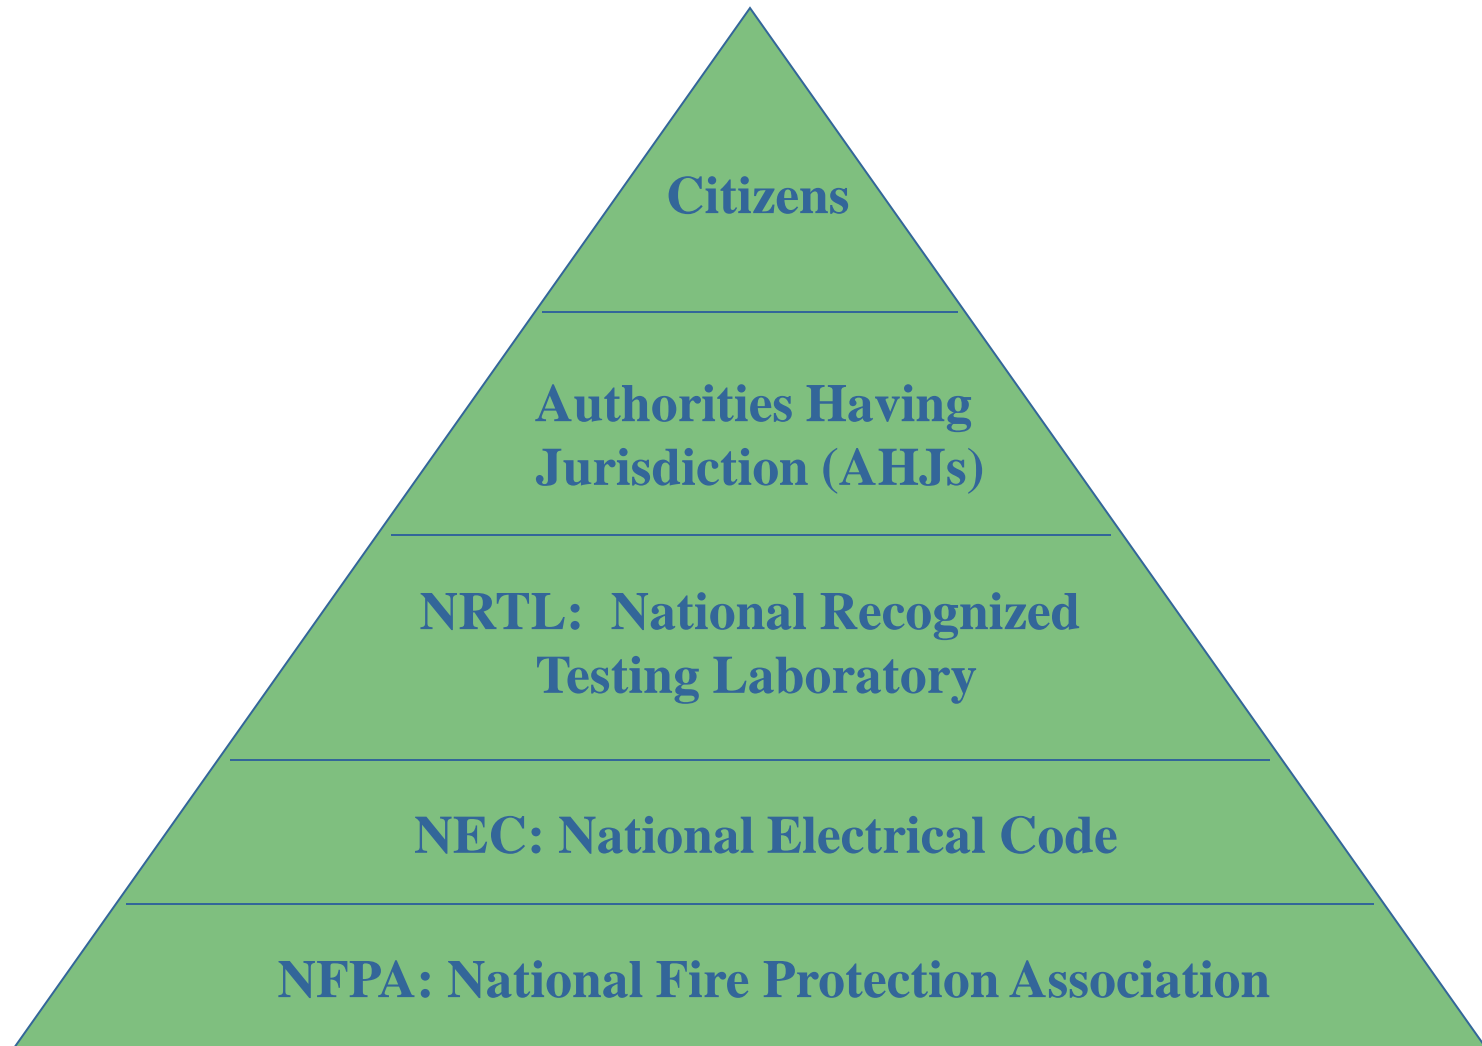 Citizens
Authorities Having
Jurisdiction (AHJs)
NRTL:  National Recognized
Testing Laboratory
NEC: National Electrical Code
NFPA: National Fire Protection Association